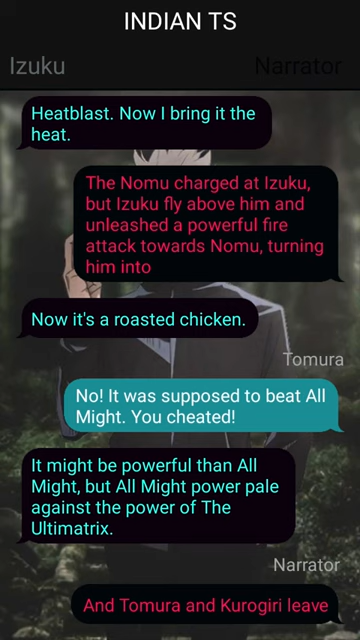 INDIAN TS
Izuku
Narrator
Heatblast. Now I bring it the
heat.
The Nomu charged at Izuku,
but Izuku fly above him and
unleashed a powerful fire
attack towards Nomu, turning
him into
Now it's a roasted chicken.
Tomura
No! It was supposed to beat All
Might. You cheated!
It might be powerful than All
Might, but All Might power pale
against the power of The
Ultimatrix.
Narrator
And Tomura and Kurogiri leave